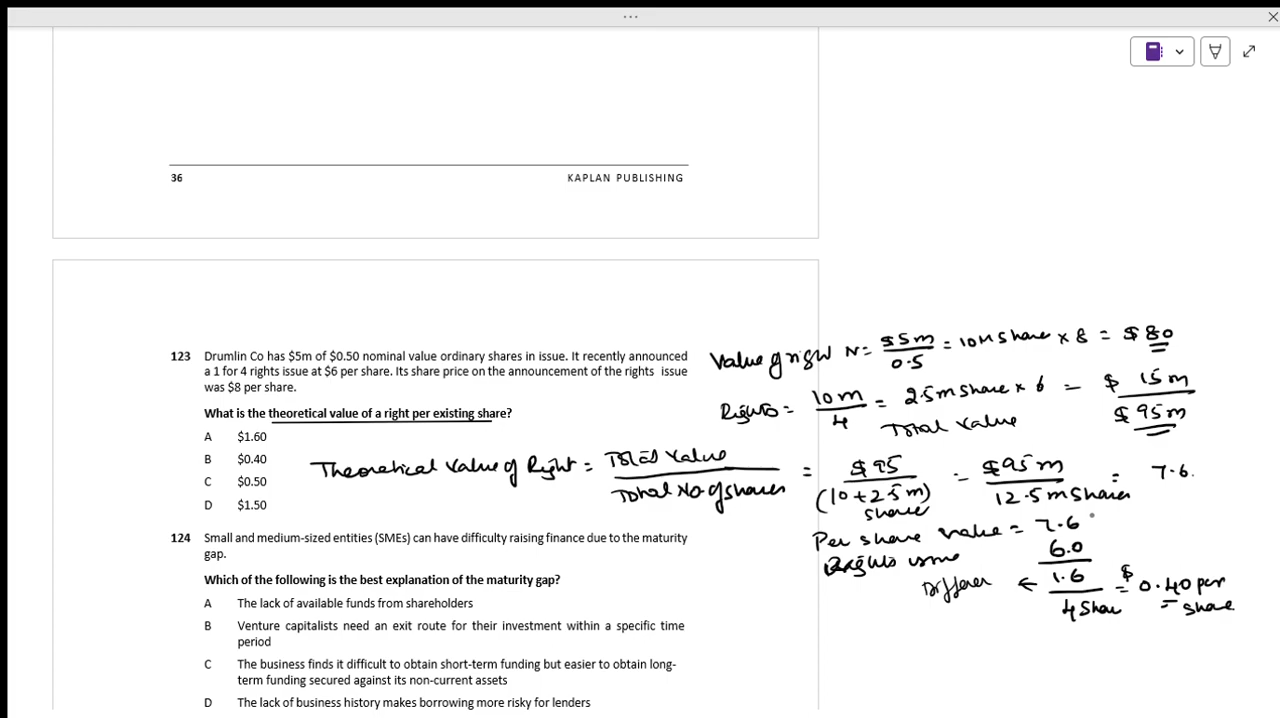 36 KAPLAN PUBLISHING
123 Drumlin Co has $5m of $0.50 nominal value ordinary shares in issue. It recently announced
a 1 for 4 rights issue at $6 per share. Its share price on the announcement of the rights issue
was $8 per share.
What is the theoretical value of a right per existing share?
A $1.60
B $0.40
C $0.50
D $1.50
Value of right N = $5m / 0.5 = 10M share x 8 = $80
Rights = 10m / 4 = 2.5m share x 6 = $15m
Total value $95m
Theoretical value of Right = Total value / Total No of shares = $95 / (10+2.5m) share = $95m / 12.5m shares = 7.6
Per share value = 7.6
Rights 6.0
Differen ← 1.6 / 4 Shar = $0.40 per share
124 Small and medium-sized entities (SMEs) can have difficulty raising finance due to the maturity
gap.
Which of the following is the best explanation of the maturity gap?
A The lack of available funds from shareholders
B Venture capitalists need an exit route for their investment within a specific time
period
C The business finds it difficult to obtain short-term funding but easier to obtain long-
term funding secured against its non-current assets
D The lack of business history makes borrowing more risky for lenders